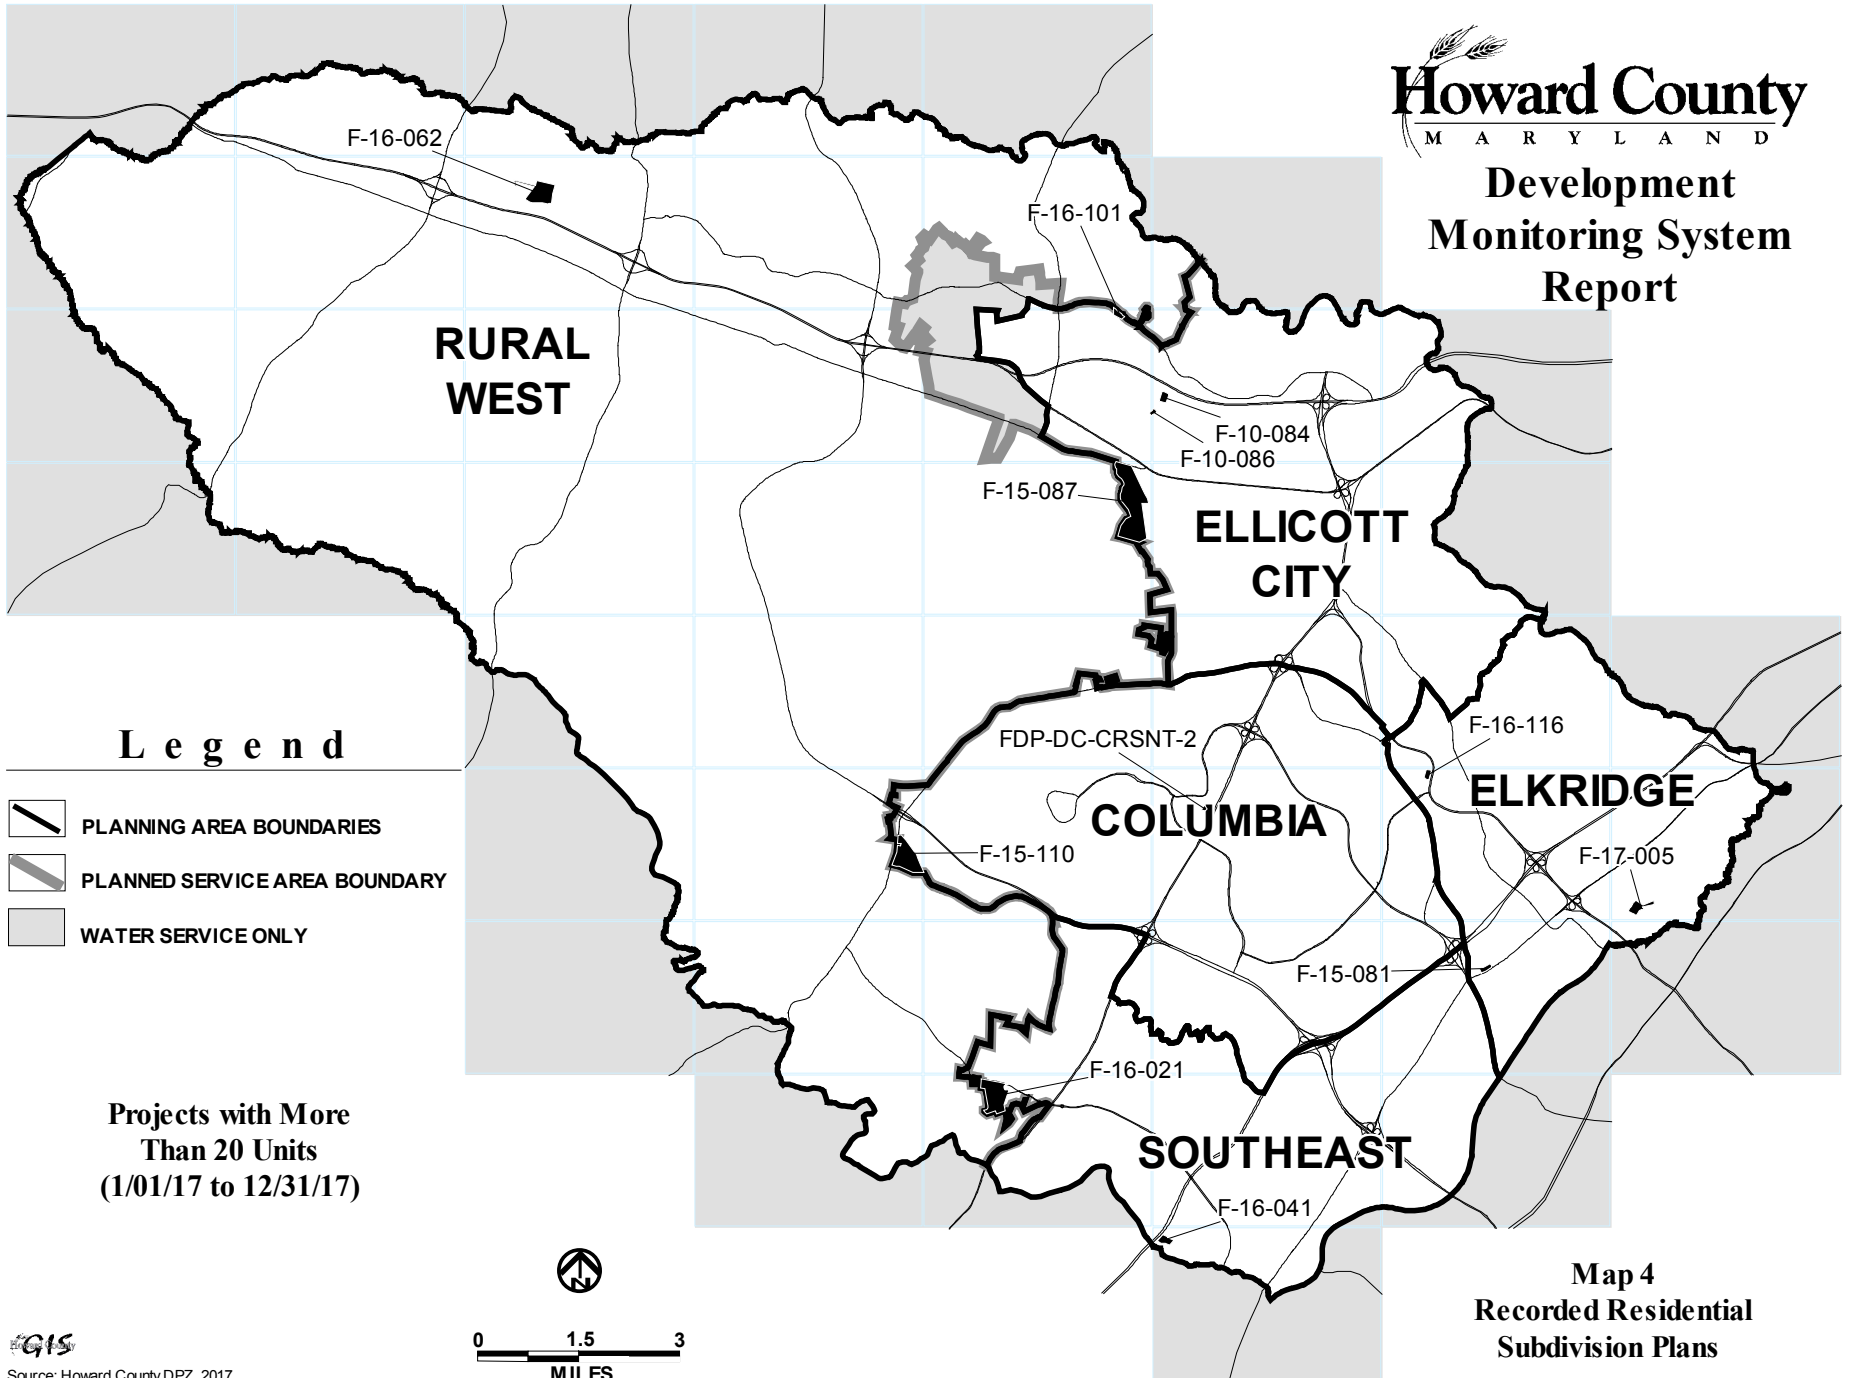 Howard County
MARYLAND
Development
Monitoring System
Report
F-16-062
F-16-101
RURAL
WEST
F-10-084
F-10-086
F-15-087
ELLICOTT
CITY
F-16-116
FDP-DC-CRSNT-2
ELKRIDGE
COLUMBIA
F-15-110
F-17-005
F-15-081
F-16-021
SOUTHEAST
F-16-041
Legend
PLANNING AREA BOUNDARIES
PLANNED SERVICE AREA BOUNDARY
WATER SERVICE ONLY
Projects with More
Than 20 Units
(1/01/17 to 12/31/17)
N
0 1.5 3
MILES
Map 4
Recorded Residential
Subdivision Plans
Howard County
GIS
Source: Howard County DPZ, 2017